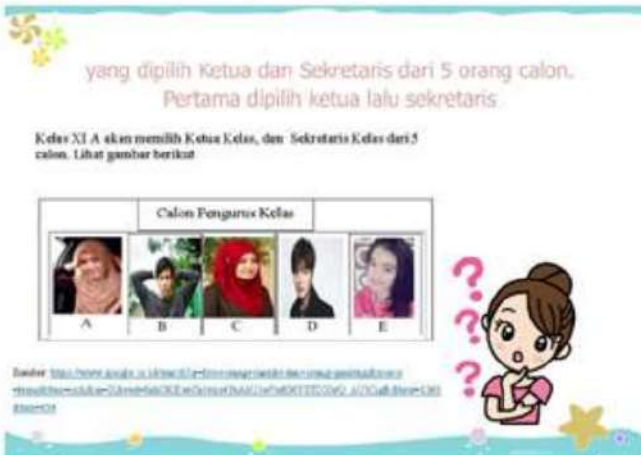 yang dipilih Ketua dan Sekretaris dari 5 orang calon.
Pertama dipilih ketua lalu sekretaris
Kelas XI A akan memilih Ketua Kelas, dan Sekretaris Kelas dari 5
calon. Lihat gambar berikut
Calon Pengurus Kelas
A B C D E
Sumber
? ? ?